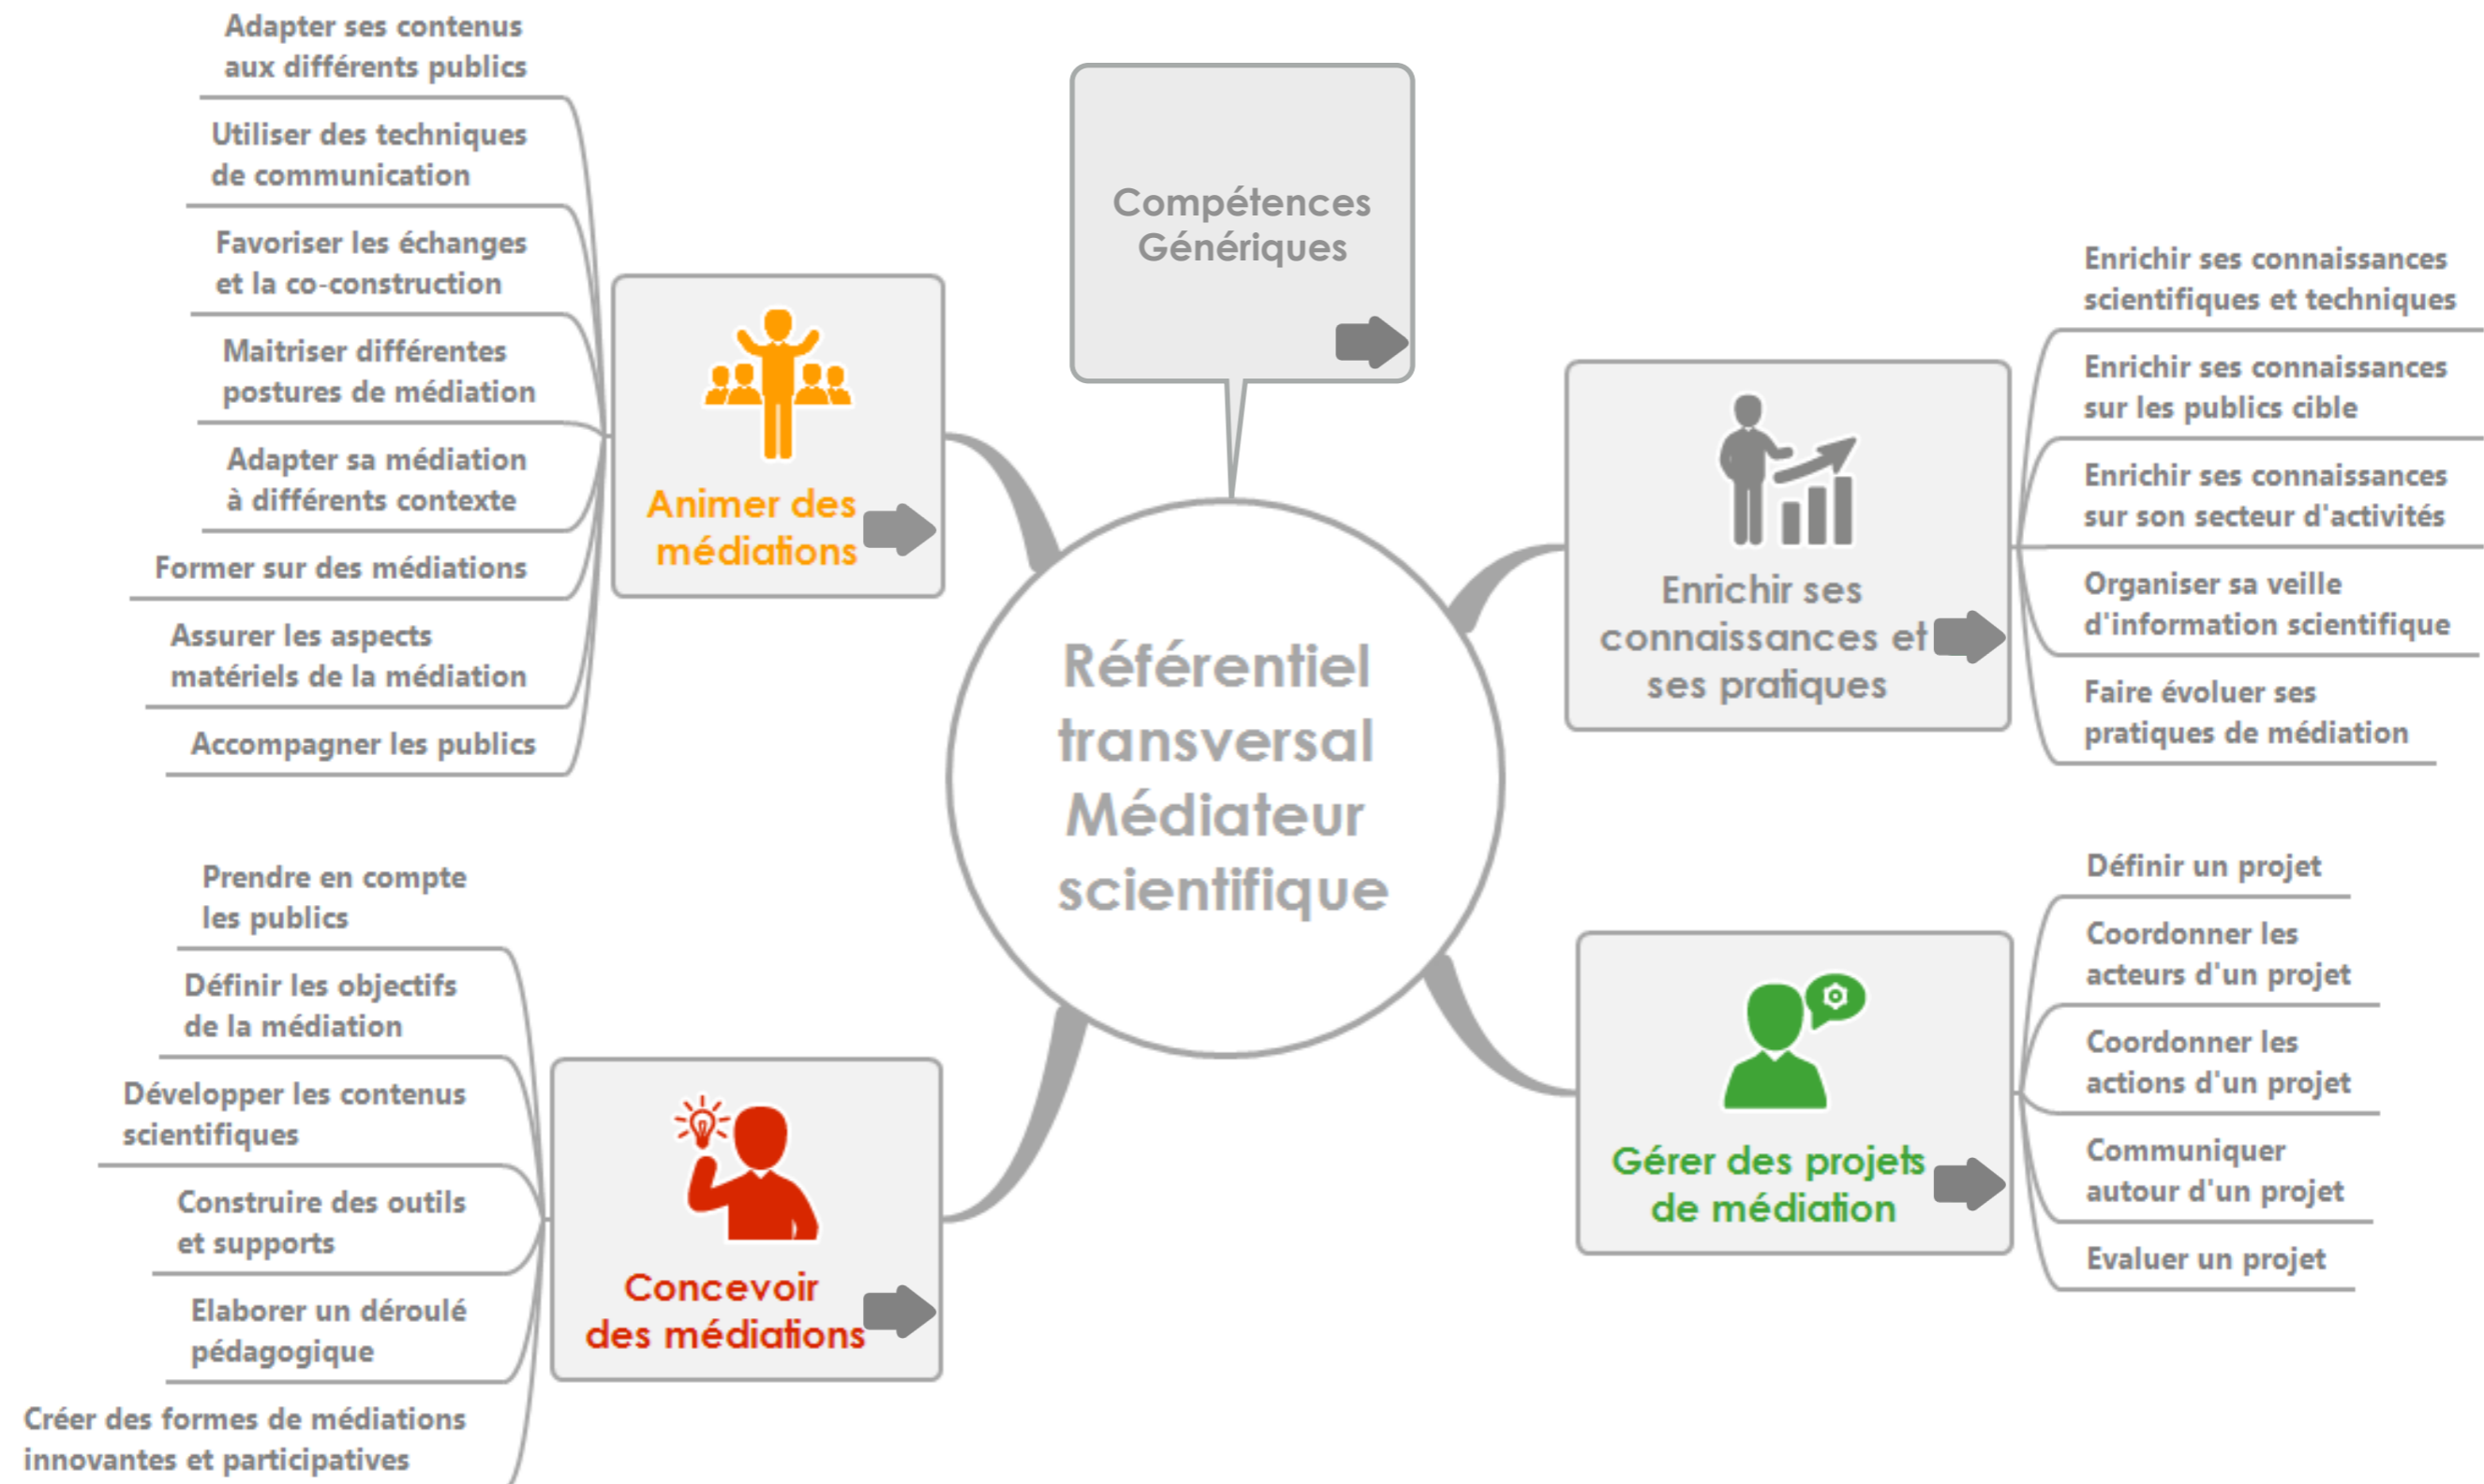 Adapter ses contenus
aux différents publics
Utiliser des techniques
de communication
Favoriser les échanges
et la co-construction
Maitriser différentes
postures de médiation
Adapter sa médiation
à différents contexte
Former sur des médiations
Assurer les aspects
matériels de la médiation
Accompagner les publics
Animer des
médiations
Compétences
Génériques
Enrichir ses
connaissances et
ses pratiques
Enrichir ses connaissances
scientifiques et techniques
Enrichir ses connaissances
sur les publics cible
Enrichir ses connaissances
sur son secteur d'activités
Organiser sa veille
d'information scientifique
Faire évoluer ses
pratiques de médiation
Référentiel
transversal
Médiateur
scientifique
Prendre en compte
les publics
Définir les objectifs
de la médiation
Développer les contenus
scientifiques
Construire des outils
et supports
Elaborer un déroulé
pédagogique
Créer des formes de médiations
innovantes et participatives
Concevoir
des médiations
Gérer des projets
de médiation
Définir un projet
Coordonner les
acteurs d'un projet
Coordonner les
actions d'un projet
Communiquer
autour d'un projet
Evaluer un projet